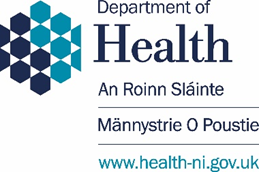 Department of
Health
An Roinn Sláinte
Männystrie O Poustie
www.health-ni.gov.uk